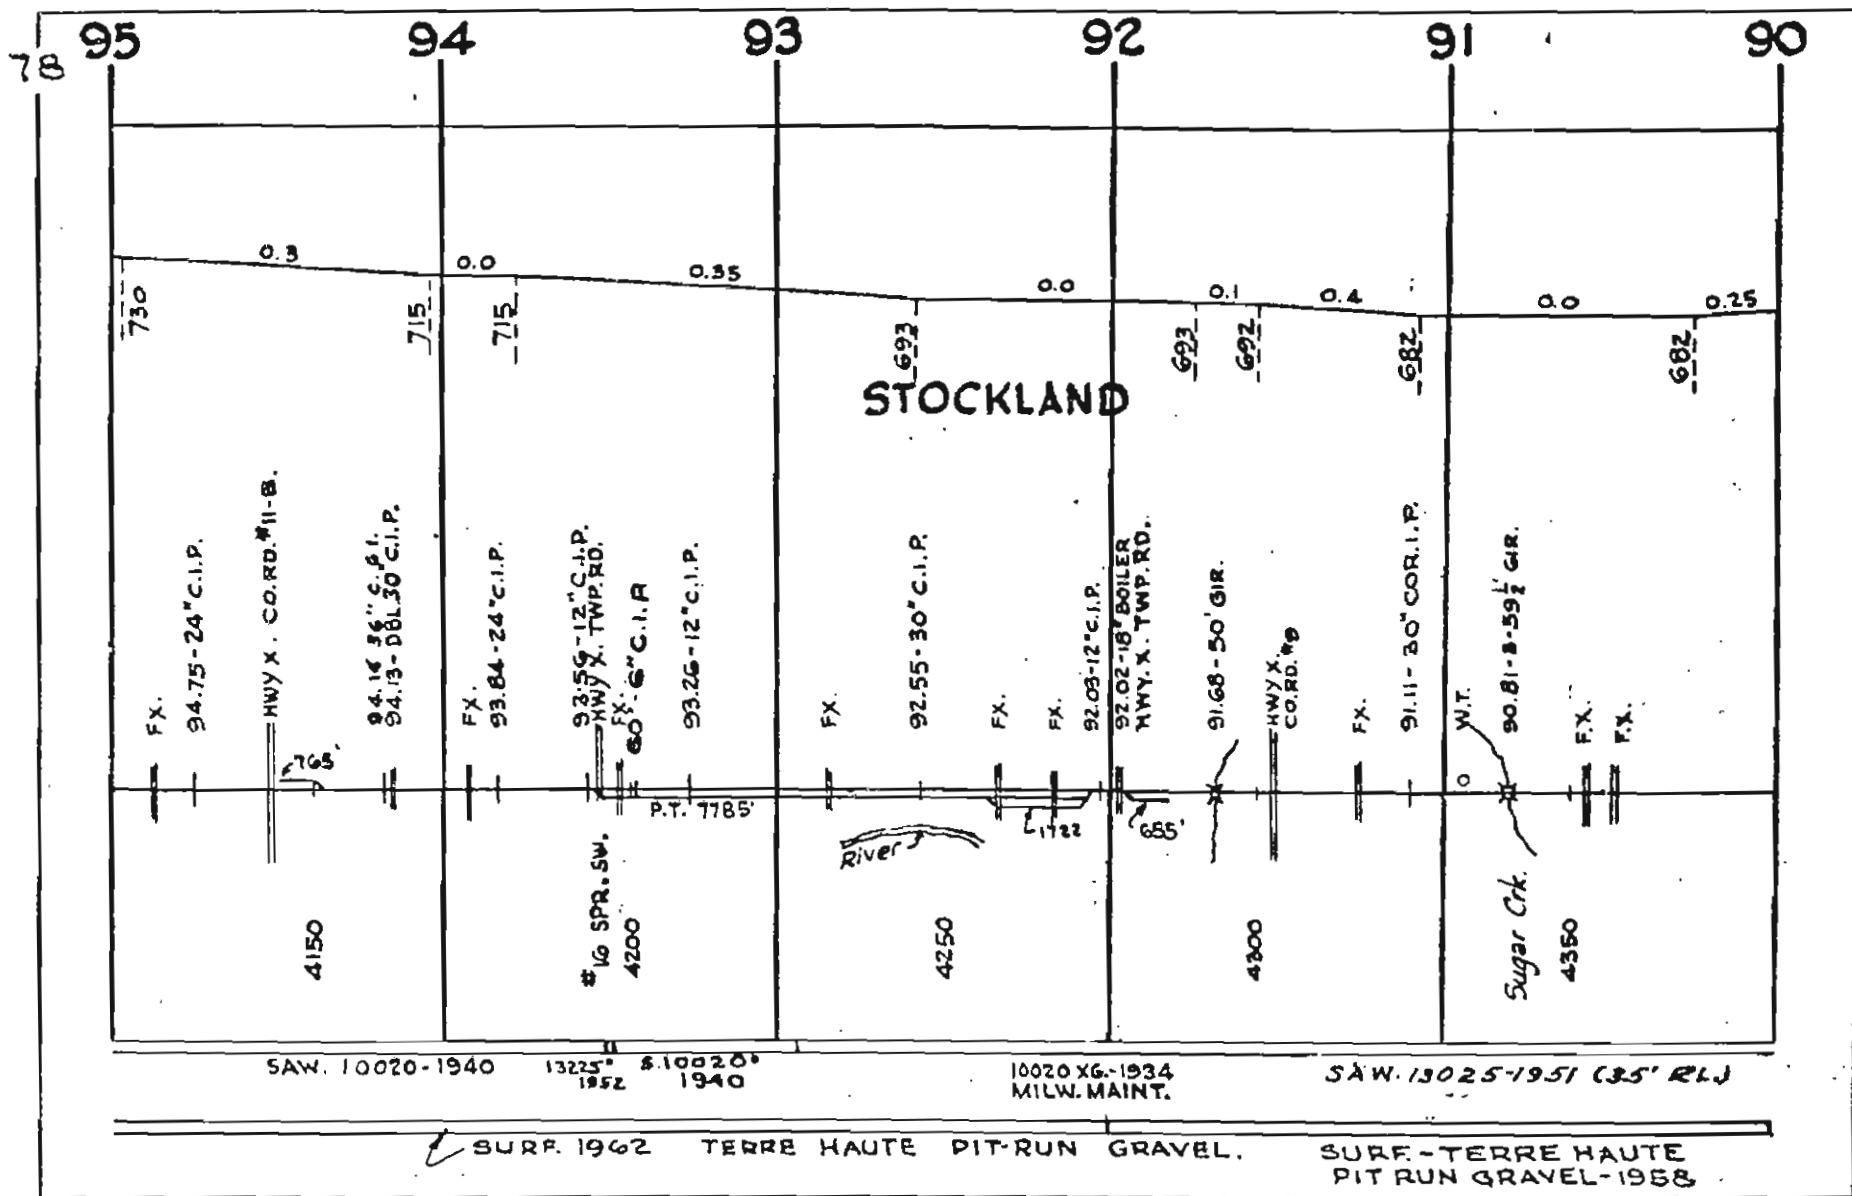 95 94 93 92 91 90
78
0.3 0.0 0.35 0.0 0.1 0.4 0.0 0.25
730 715 715 693 693 692 682 682
STOCKLAND
FX.
94.75-24"C.I.P.
HWY X. CO.RD.#11-B.
94.16 36" C.
94.13-DBL.30"C.I.P.
FX.
93.84-24"C.I.P.
93.56-12"C.I.P.
HWY X. TWP.RD.
FX.
60'-6"C.I.P.
93.26-12"C.I.P.
FX.
92.55-30"C.I.P.
FX.
FX.
92.03-12"C.I.P.
92.02-18"BOILER
HWY. X. TWP. RD.
91.68-50'GIR.
HWY X.
CO.RD.
FX.
91.11-30"COR.I.P.
W.T.
90.81-3-59½' GIR.
F.X.
F.X.
765'
P.T. 7785'
1722
655'
River
#16 SPR. SW.
Sugar Crk.
4150 4200 4250 4300 4350
SAW. 10020-1940
13225"
1952
S.10020"
1940
10020 XG.-1934
MILW. MAINT.
SAW. 13025-1951 (35' RL.)
SURF. 1962 TERRE HAUTE PIT-RUN GRAVEL.
SURF.-TERRE HAUTE
PIT RUN GRAVEL-1958